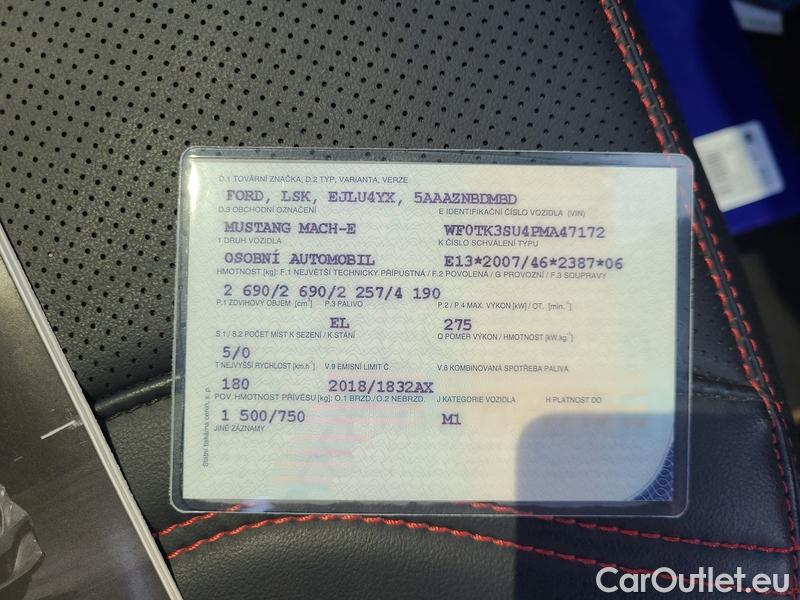 D.1 TOVÁRNÍ ZNAČKA, D.2 TYP, VARIANTA, VERZE
FORD, LSK, EJLU4YX, 5AAAZNBDMBD
D.3 OBCHODNÍ OZNAČENÍ E IDENTIFIKAČNÍ ČÍSLO VOZIDLA (VIN)
MUSTANG MACH-E WF0TK3SU4PMA47172
1 DRUH VOZIDLA K ČÍSLO SCHVÁLENÍ TYPU
OSOBNÍ AUTOMOBIL E13*2007/46*2387*06
HMOTNOST [kg]: F.1 NEJVĚTŠÍ TECHNICKY PŘÍPUSTNÁ / F.2 POVOLENÁ / G PROVOZNÍ / F.3 SOUPRAVY
2 690/2 690/2 257/4 190
P.1 ZDVIHOVÝ OBJEM [cm³] P.3 PALIVO P.2 / P.4 MAX. VÝKON [kW] / OT. [min.⁻¹]
EL 275
S.1 / S.2 POČET MÍST K SEZENÍ / K STÁNÍ Q POMĚR VÝKON / HMOTNOST [kW.kg⁻¹]
5/0
T NEJVYŠŠÍ RYCHLOST [km.h⁻¹] V.9 EMISNÍ LIMIT Č. V.8 KOMBINOVANÁ SPOTŘEBA PALIVA
180 2018/1832AX
POV. HMOTNOST PŘÍVĚSU [kg]: O.1 BRZD./O.2 NEBRZD. J KATEGORIE VOZIDLA H PLATNOST DO
1 500/750 M1
JINÉ ZÁZNAMY
Státní tiskárna cenin, s. p.
CarOutlet.eu